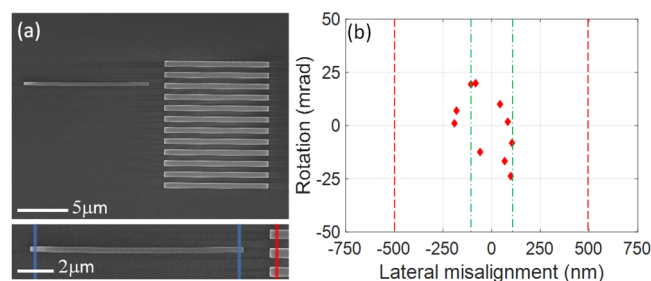 (a)
5μm
2μm
(b)
Rotation (mrad)
50
25
0
-25
-50
-750 -500 -250 0 250 500 750
Lateral misalignment (nm)